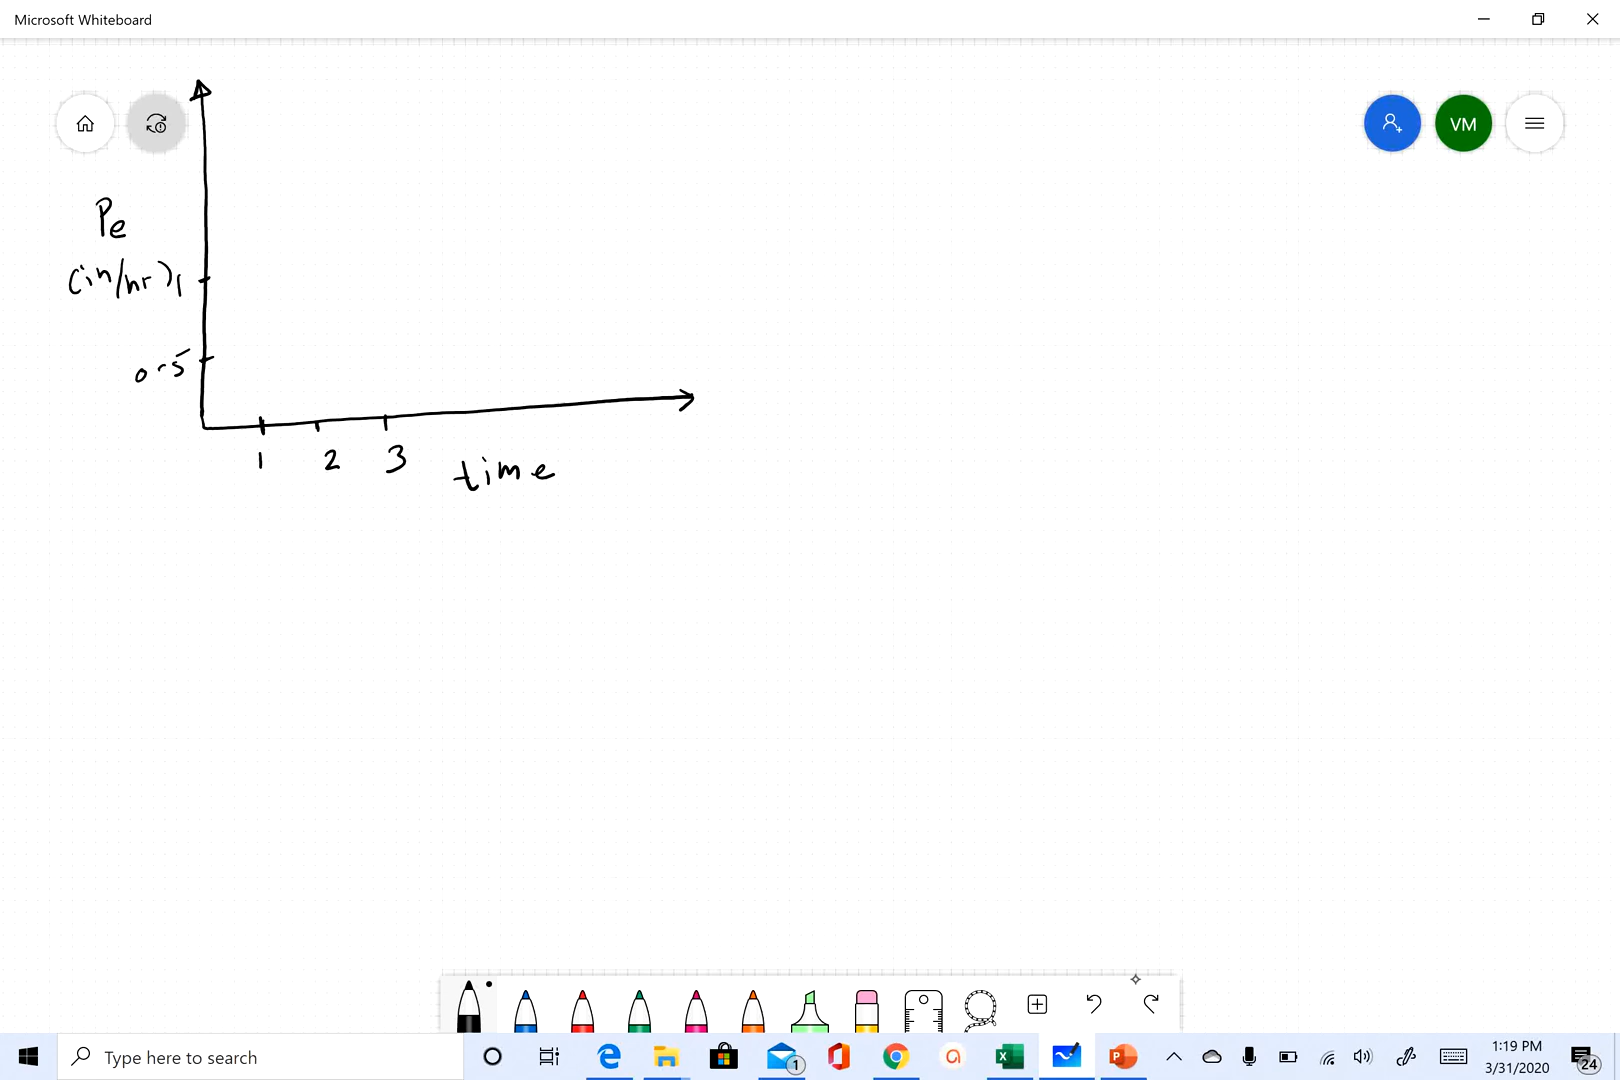 Microsoft Whiteboard
VM
Pe
(in/hr) 1
0.5
1 2 3
time
Type here to search
1
1:19 PM
3/31/2020
24